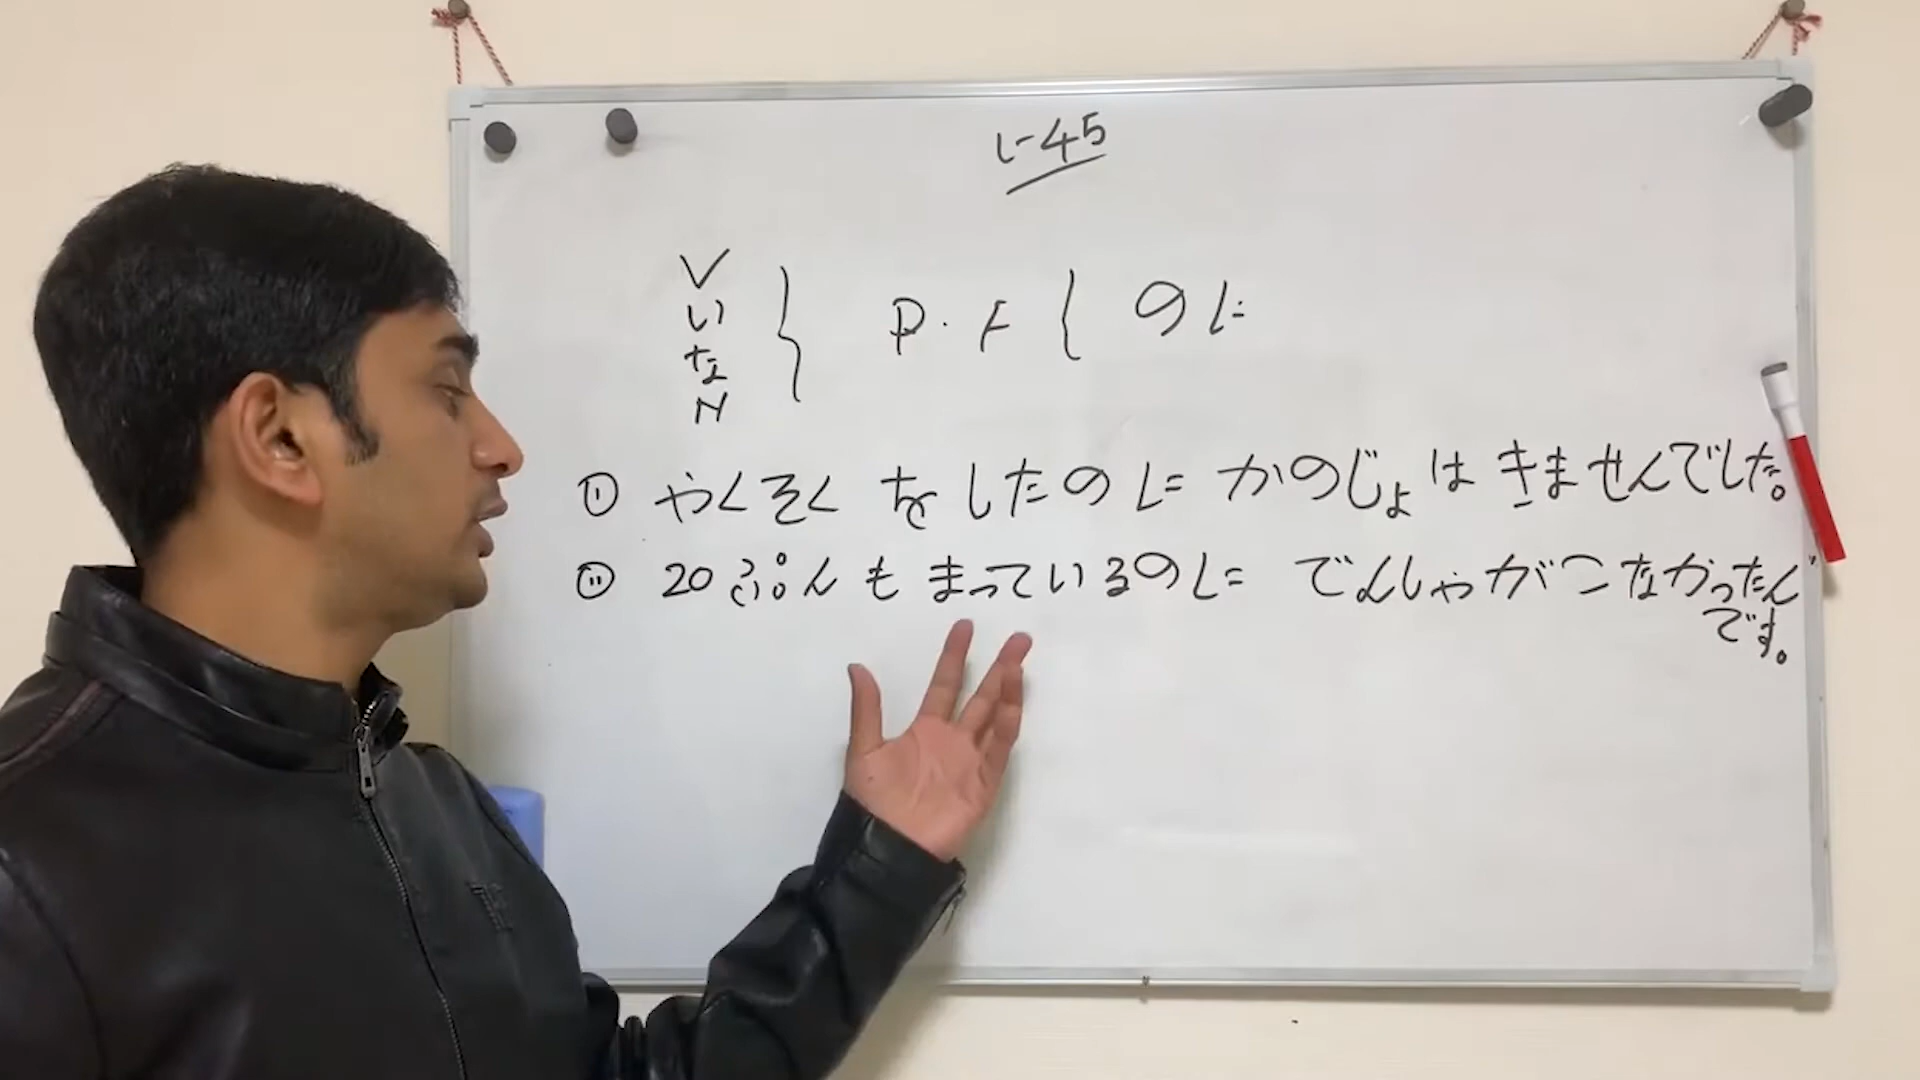 L-45
V
い
な
N
} P.F { のに
① やくそく をしたのに かのじょは きませんでした。
② 20ぷんも まっているのに でんしゃがこなかったん
です。